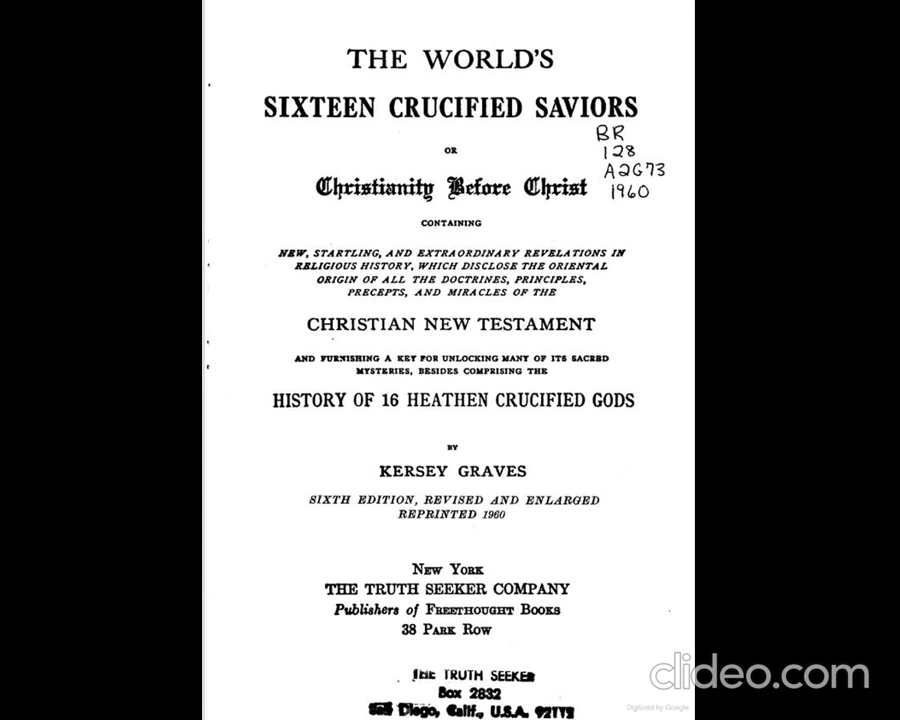 THE WORLD'S
SIXTEEN CRUCIFIED SAVIORS
BR
128
A2G73
1960
OR
Christianity Before Christ
CONTAINING
NEW, STARTLING, AND EXTRAORDINARY REVELATIONS IN
RELIGIOUS HISTORY, WHICH DISCLOSE THE ORIENTAL
ORIGIN OF ALL THE DOCTRINES, PRINCIPLES,
PRECEPTS, AND MIRACLES OF THE
CHRISTIAN NEW TESTAMENT
AND FURNISHING A KEY FOR UNLOCKING MANY OF ITS SACRED
MYSTERIES, BESIDES COMPRISING THE
HISTORY OF 16 HEATHEN CRUCIFIED GODS
BY
KERSEY GRAVES
SIXTH EDITION, REVISED AND ENLARGED
REPRINTED 1960
NEW YORK
THE TRUTH SEEKER COMPANY
Publishers of FREETHOUGHT BOOKS
38 PARK ROW
THE TRUTH SEEKER
Box 2832
Diego, Calif., U.S.A.
clideo.com
Digitized by Google